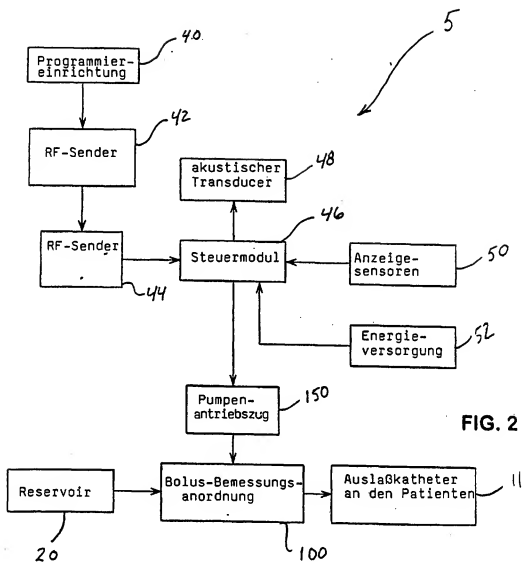 5
40
Programmier-
einrichtung
42
RF-Sender
48
akustischer
Transducer
46
RF-Sender
44
Steuermodul
Anzeige-
sensoren
50
Energie-
versorgung
52
Pumpen-
antriebszug
150
FIG. 2
Reservoir
20
Bolus-Bemessungs-
anordnung
100
Auslaßkatheter
an den Patienten
11